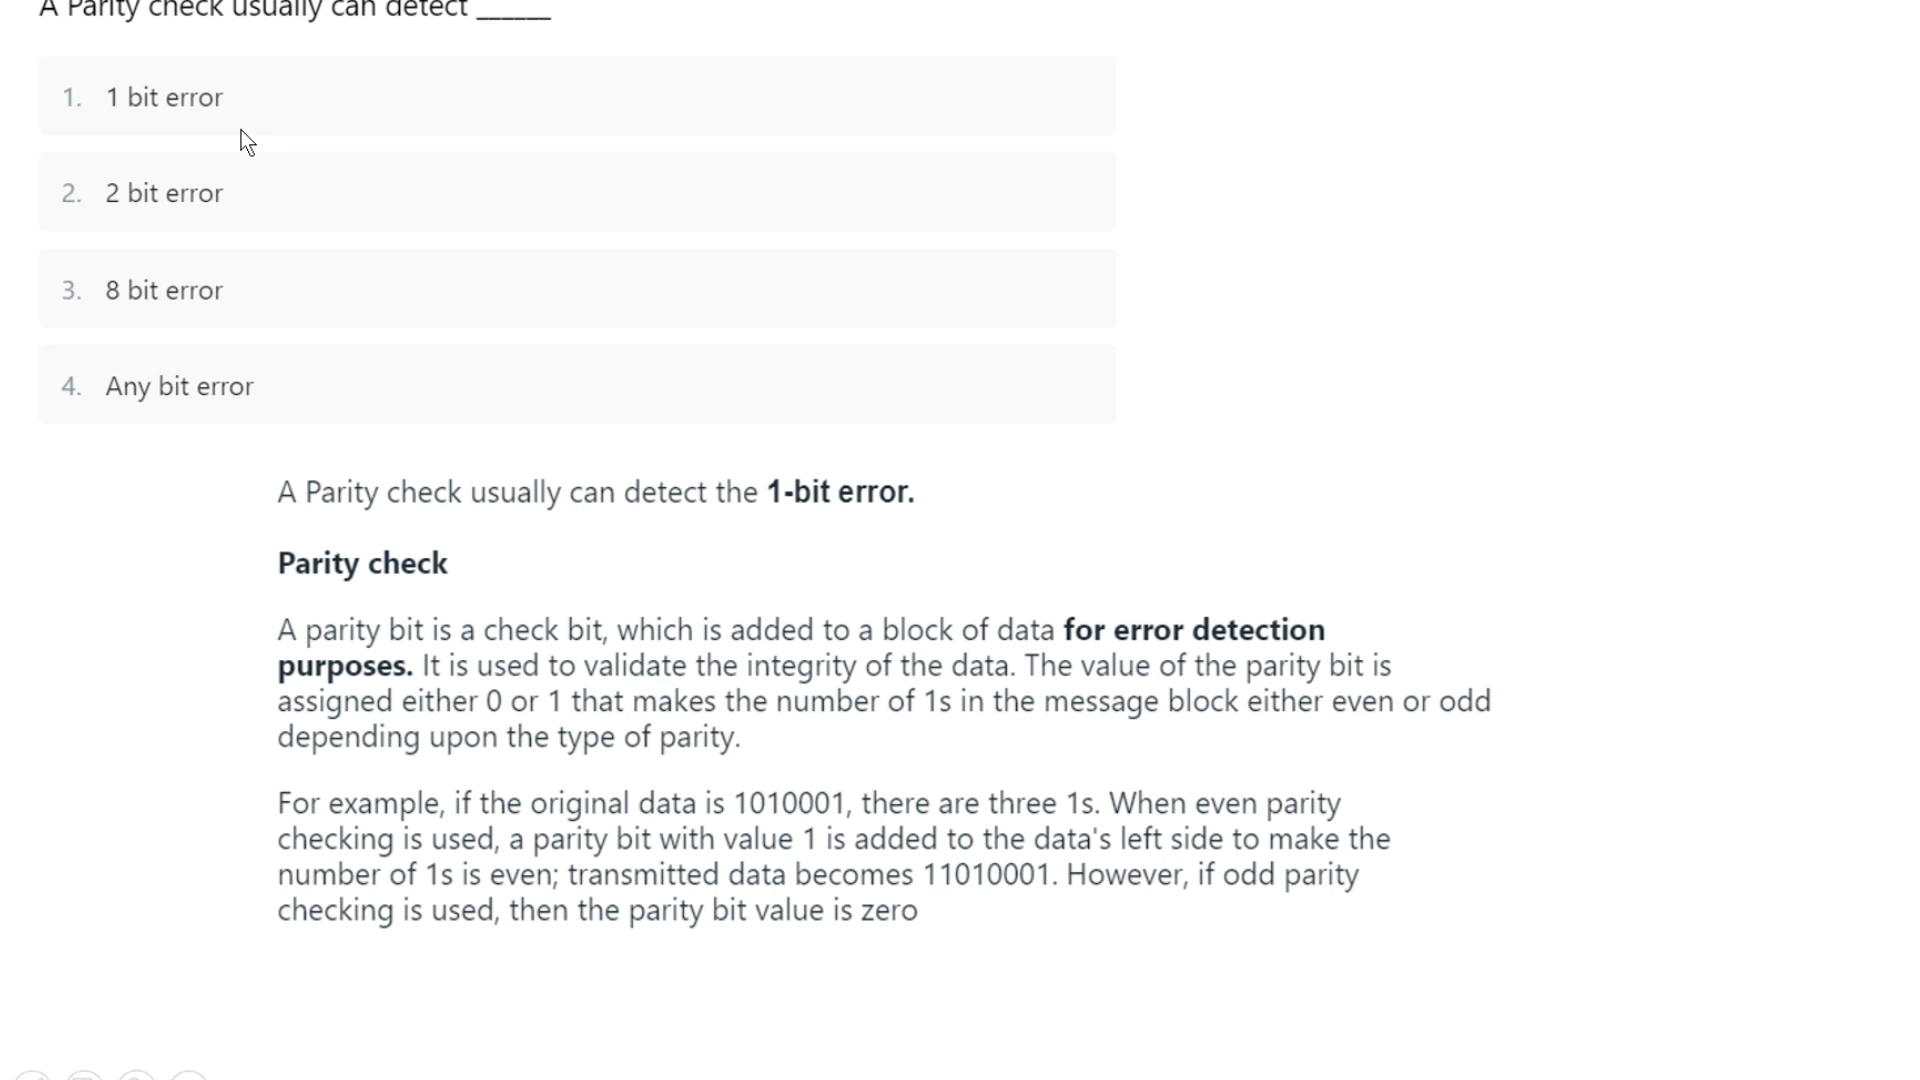 A Parity check usually can detect ______
1. 1 bit error
2. 2 bit error
3. 8 bit error
4. Any bit error
A Parity check usually can detect the 1-bit error.
Parity check
A parity bit is a check bit, which is added to a block of data for error detection
purposes. It is used to validate the integrity of the data. The value of the parity bit is
assigned either 0 or 1 that makes the number of 1s in the message block either even or odd
depending upon the type of parity.
For example, if the original data is 1010001, there are three 1s. When even parity
checking is used, a parity bit with value 1 is added to the data's left side to make the
number of 1s is even; transmitted data becomes 11010001. However, if odd parity
checking is used, then the parity bit value is zero